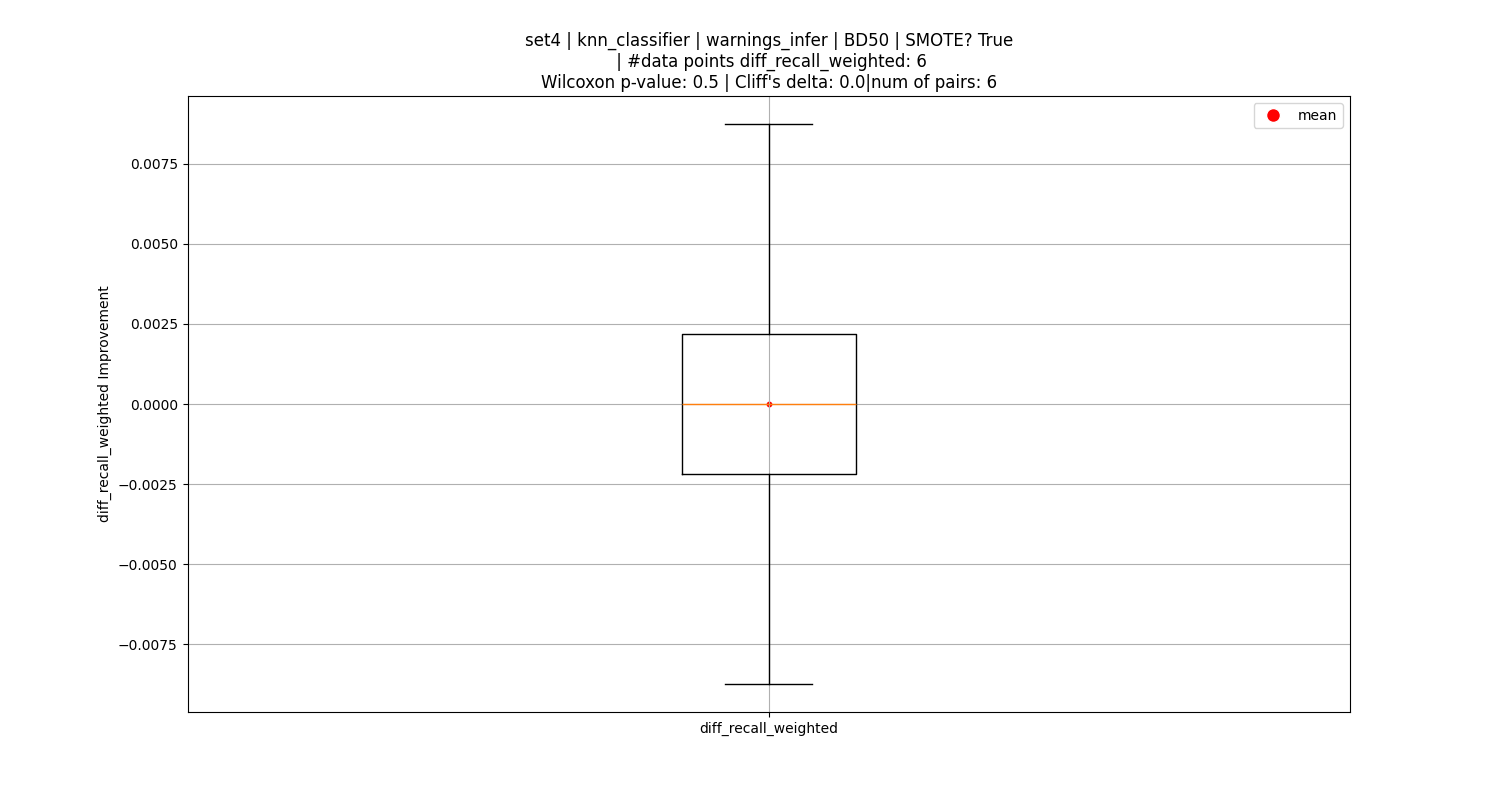 set4 | knn_classifier | warnings_infer | BD50 | SMOTE? True
| #data points diff_recall_weighted: 6
Wilcoxon p-value: 0.5 | Cliff's delta: 0.0|num of pairs: 6
mean
0.0075
0.0050
0.0025
0.0000
−0.0025
−0.0050
−0.0075
diff_recall_weighted Improvement
diff_recall_weighted